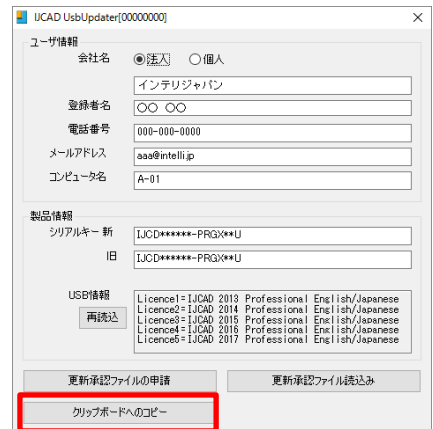 IJCAD UsbUpdater[00000000]
ユーザ情報
会社名 法人 個人
インテリジャパン
登録者名 〇〇 〇〇
電話番号 000-000-0000
メールアドレス aaa@intelli.jp
コンピュータ名 A-01
製品情報
シリアルキー 新 IJCD******-PRGX**U
旧 IJCD******-PRGX**U
USB情報
再読込
Licence1=IJCAD 2013 Professional English/Japanese
Licence2=IJCAD 2014 Professional English/Japanese
Licence3=IJCAD 2015 Professional English/Japanese
Licence4=IJCAD 2016 Professional English/Japanese
Licence5=IJCAD 2017 Professional English/Japanese
更新承認ファイルの申請 更新承認ファイル読込み
クリップボードへのコピー